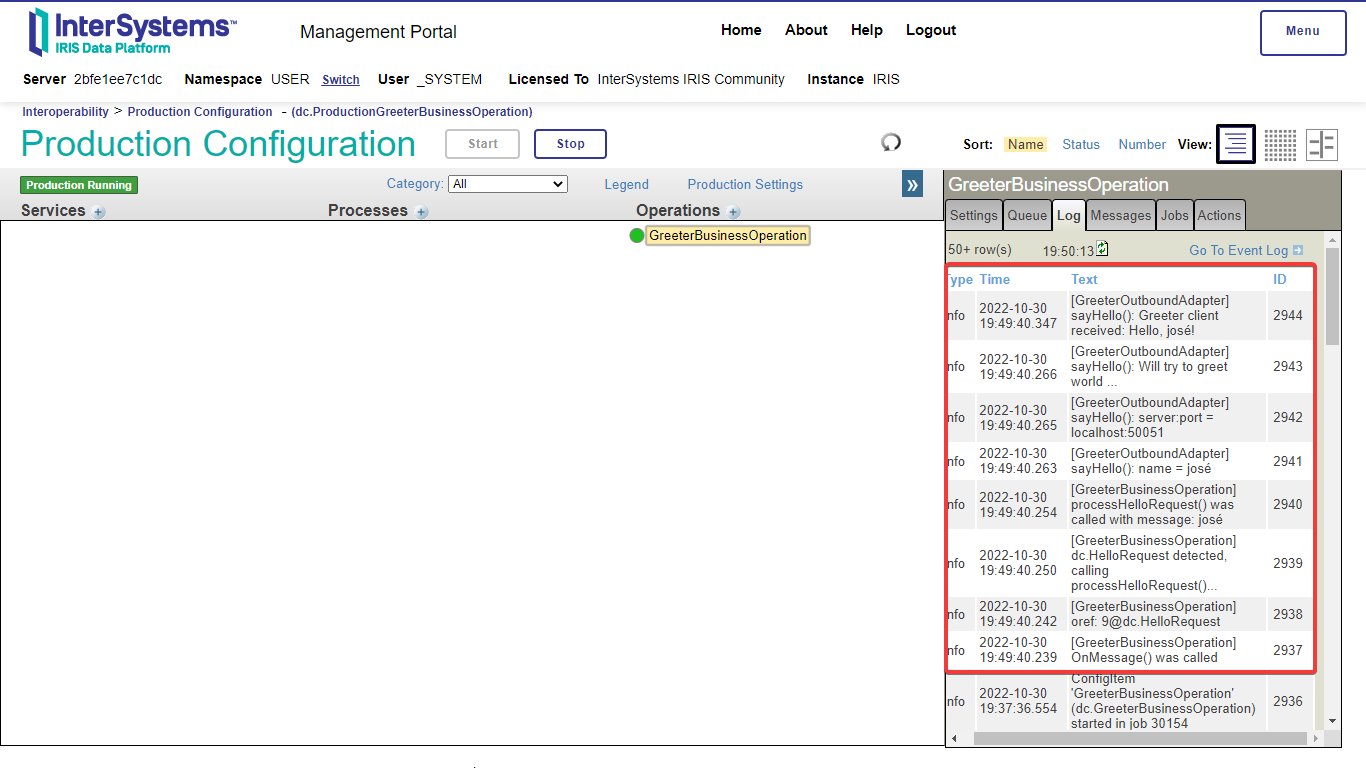 InterSystems™
IRIS Data Platform
Management Portal
Home About Help Logout
Menu
Server 2bfe1ee7c1dc Namespace USER Switch User _SYSTEM Licensed To InterSystems IRIS Community Instance IRIS
Interoperability > Production Configuration - (dc.ProductionGreeterBusinessOperation)
Production Configuration
Start
Stop
Sort: Name Status Number View:
Production Running
Category: All
Legend
Production Settings
»
Services +
Processes +
Operations +
GreeterBusinessOperation
GreeterBusinessOperation
Settings Queue Log Messages Jobs Actions
50+ row(s) 19:50:13 Go To Event Log
ype Time Text ID
nfo
2022-10-30
19:49:40.347
[GreeterOutboundAdapter]
sayHello(): Greeter client
received: Hello, josé!
2944
nfo
2022-10-30
19:49:40.266
[GreeterOutboundAdapter]
sayHello(): Will try to greet
world ...
2943
nfo
2022-10-30
19:49:40.265
[GreeterOutboundAdapter]
sayHello(): server:port =
localhost:50051
2942
nfo
2022-10-30
19:49:40.263
[GreeterOutboundAdapter]
sayHello(): name = josé
2941
nfo
2022-10-30
19:49:40.254
[GreeterBusinessOperation]
processHelloRequest() was
called with message: josé
2940
nfo
2022-10-30
19:49:40.250
[GreeterBusinessOperation]
dc.HelloRequest detected,
calling
processHelloRequest()...
2939
nfo
2022-10-30
19:49:40.242
[GreeterBusinessOperation]
oref: 9@dc.HelloRequest
2938
nfo
2022-10-30
19:49:40.239
[GreeterBusinessOperation]
OnMessage() was called
2937
nfo
2022-10-30
19:37:36.554
ConfigItem
'GreeterBusinessOperation'
(dc.GreeterBusinessOperation)
started in job 30154
2936